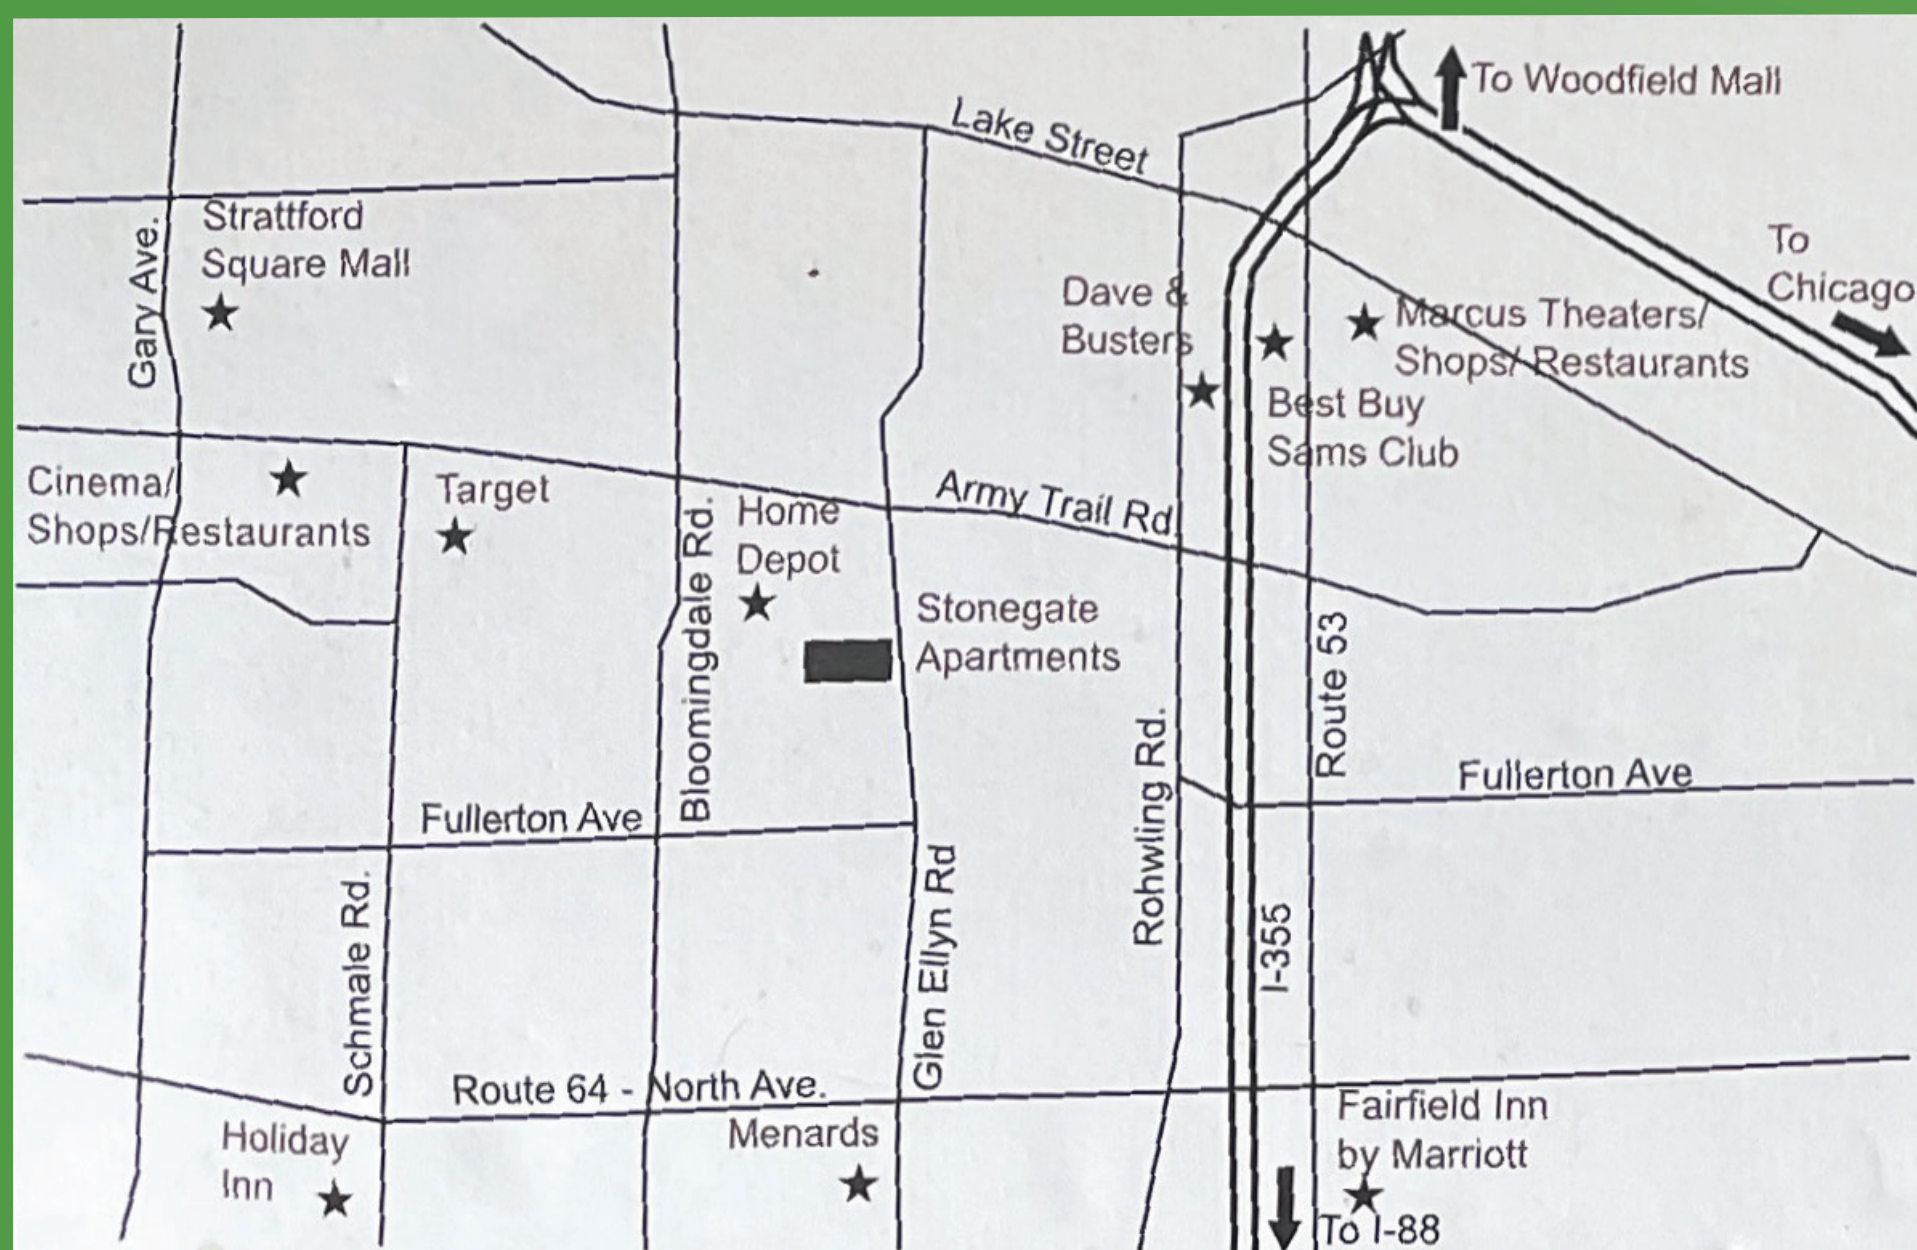 To Woodfield Mall
Lake Street
Strattford
Square Mall
Gary Ave.
To
Chicago
Dave &
Busters
Marcus Theaters/
Shops/ Restaurants
Best Buy
Sams Club
Cinema/
Shops/Restaurants
Target
Home
Depot
Army Trail Rd.
Bloomingdale Rd.
Stonegate
Apartments
Route 53
Rohwling Rd.
Fullerton Ave
Fullerton Ave
Schmale Rd.
Glen Ellyn Rd
I-355
Route 64 - North Ave.
Holiday
Inn
Menards
Fairfield Inn
by Marriott
To I-88